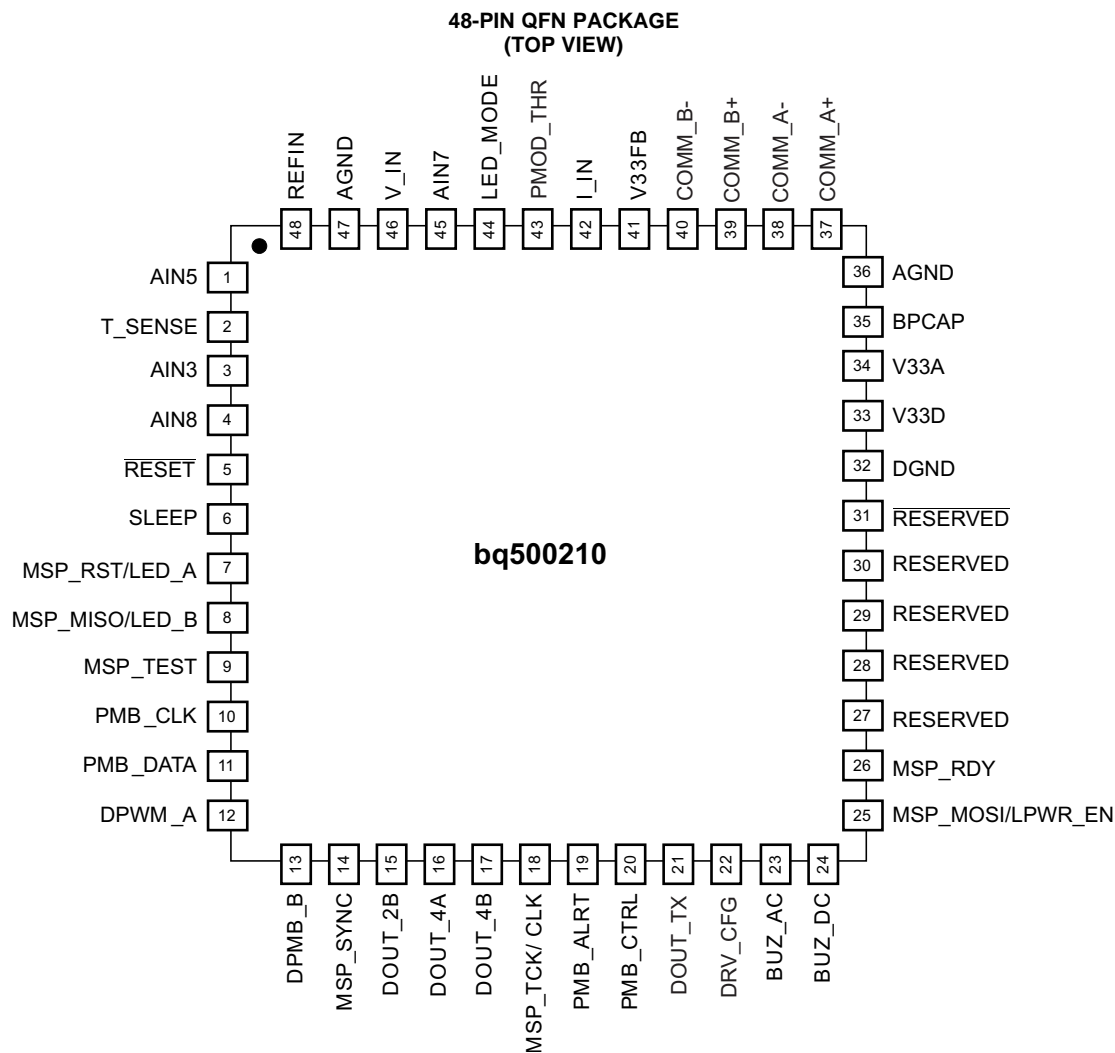 48-PIN QFN PACKAGE
(TOP VIEW)
REFIN
AGND
V_IN
AIN7
LED_MODE
PMOD_THR
I_IN
V33FB
COMM_B-
COMM_B+
COMM_A-
COMM_A+
48
47
46
45
44
43
42
41
40
39
38
37
AIN5 1
T_SENSE 2
AIN3 3
AIN8 4
RESET 5
SLEEP 6
MSP_RST/LED_A 7
MSP_MISO/LED_B 8
MSP_TEST 9
PMB_CLK 10
PMB_DATA 11
DPWM_A 12
bq500210
36 AGND
35 BPCAP
34 V33A
33 V33D
32 DGND
31 RESERVED
30 RESERVED
29 RESERVED
28 RESERVED
27 RESERVED
26 MSP_RDY
25 MSP_MOSI/LPWR_EN
13
14
15
16
17
18
19
20
21
22
23
24
DPMB_B
MSP_SYNC
DOUT_2B
DOUT_4A
DOUT_4B
MSP_TCK/ CLK
PMB_ALRT
PMB_CTRL
DOUT_TX
DRV_CFG
BUZ_AC
BUZ_DC